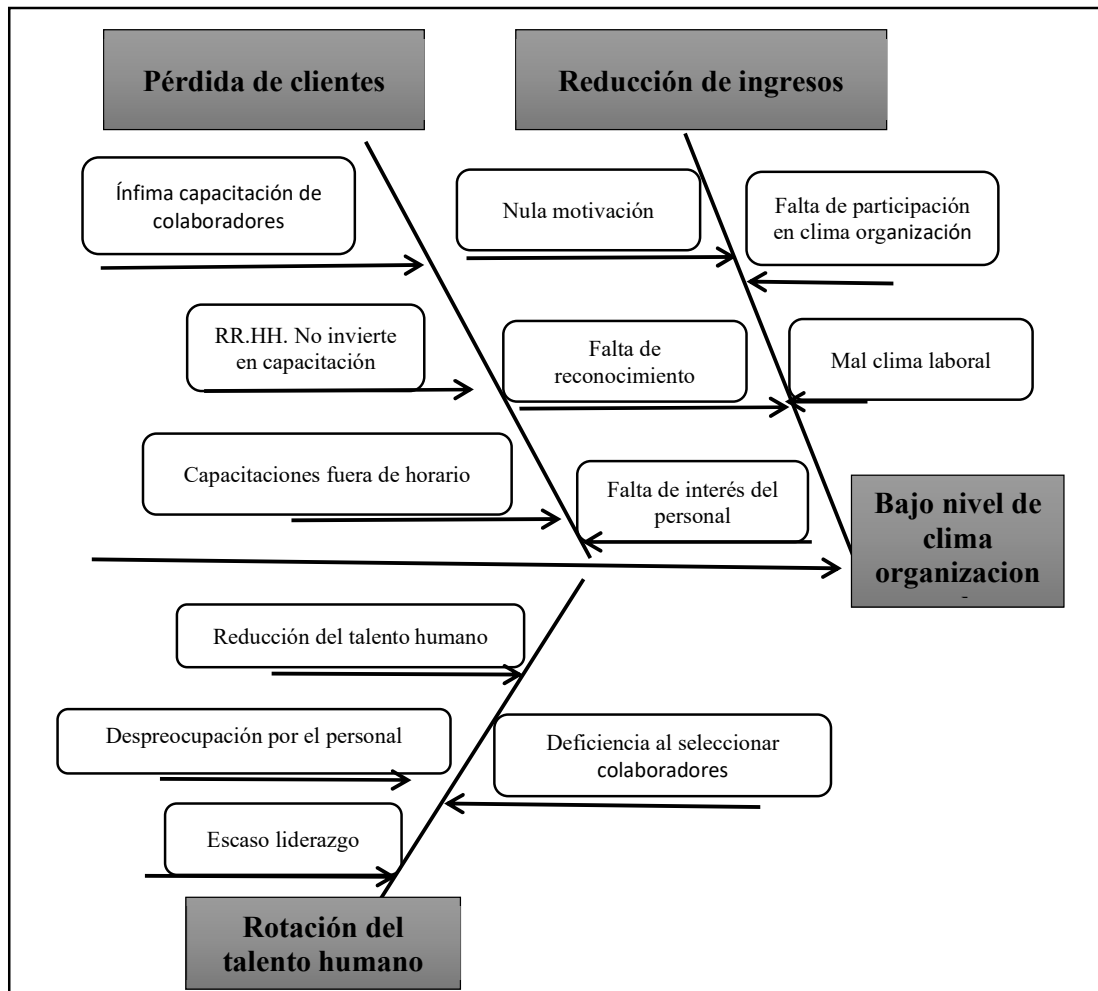 Pérdida de clientes
Reducción de ingresos
Ínfima capacitación de
colaboradores
Nula motivación
Falta de participación
en clima organización
RR.HH. No invierte
en capacitación
Falta de
reconocimiento
Mal clima laboral
Capacitaciones fuera de horario
Falta de interés del
personal
Bajo nivel de
clima
organizacion
Reducción del talento humano
Despreocupación por el personal
Deficiencia al seleccionar
colaboradores
Escaso liderazgo
Rotación del
talento humano